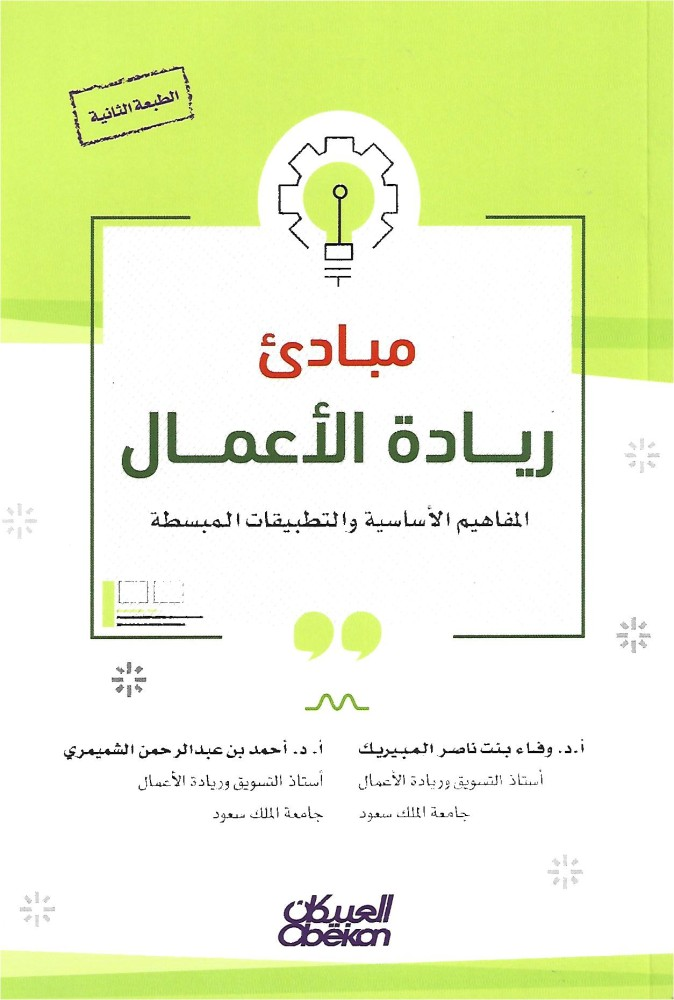 الطبعة الثانية
مبادئ
ريادة الأعمال
المفاهيم الأساسية والتطبيقات المبسطة
أ.د. وفاء بنت ناصر المبيريك
أستاذ التسويق وريادة الأعمال
جامعة الملك سعود
أ. د. أحمد بن عبدالرحمن الشميمري
أستاذ التسويق وريادة الأعمال
جامعة الملك سعود
العبيكان
Obëkan